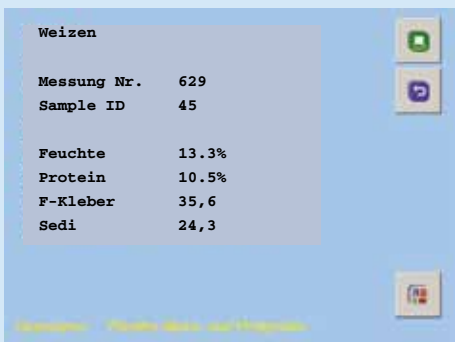 Weizen
Messung Nr. 629
Sample ID 45
Feuchte 13.3%
Protein 10.5%
F-Kleber 35,6
Sedi 24,3